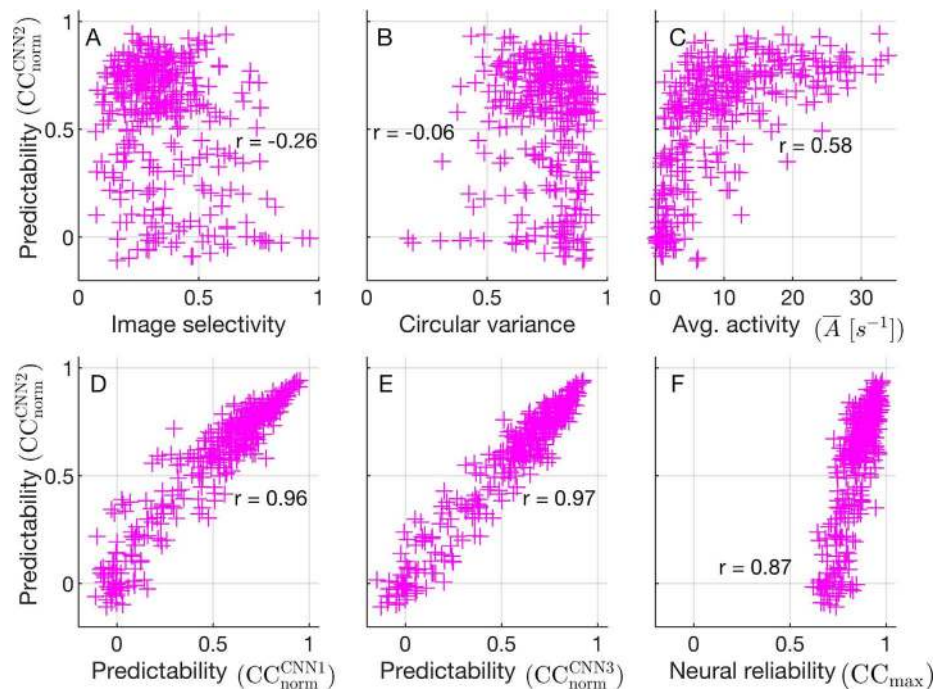 A
B
C
Predictability (CC^CNN2_norm)
1
0.5
0
r = -0.26
r = -0.06
r = 0.58
0 0.5 1
0 0.5 1
0 10 20 30
Image selectivity
Circular variance
Avg. activity (A̅ [s⁻¹])
D
E
F
Predictability (CC^CNN2_norm)
1
0.5
0
r = 0.96
r = 0.97
r = 0.87
0 0.5 1
0 0.5 1
0 0.5 1
Predictability (CC^CNN1_norm)
Predictability (CC^CNN3_norm)
Neural reliability (CC_max)